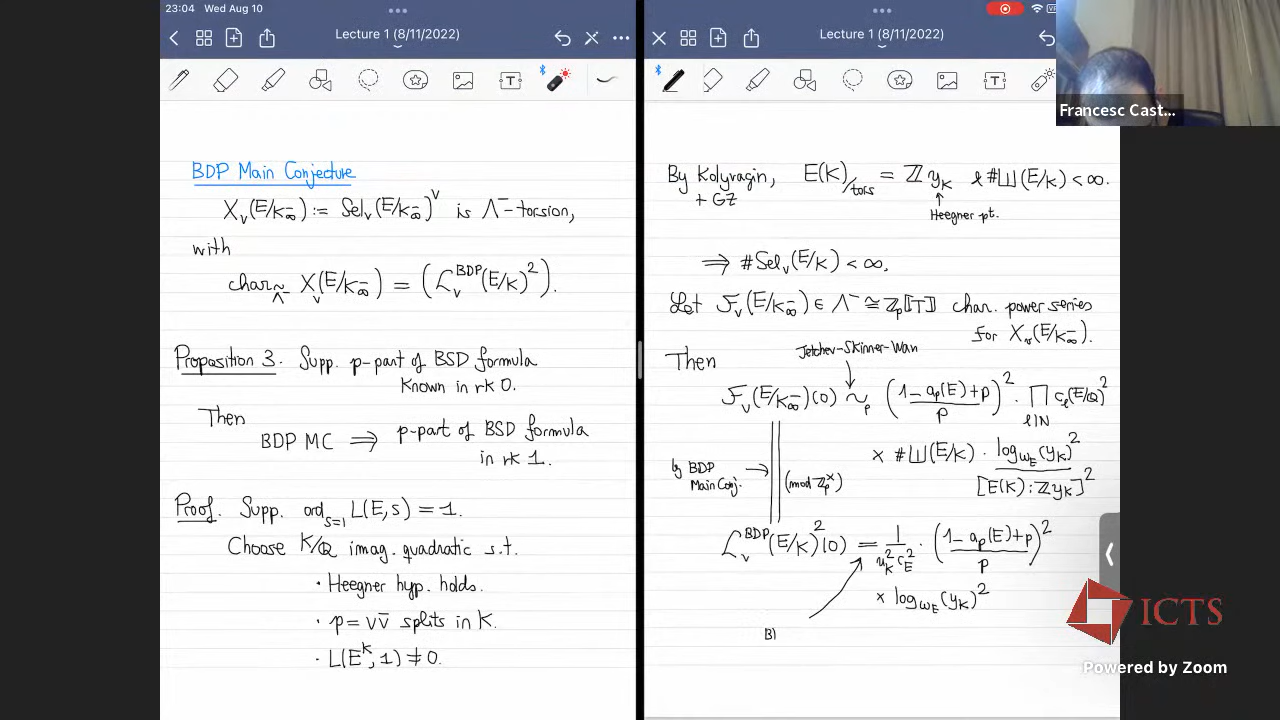 23:04 Wed Aug 10
Lecture 1 (8/11/2022)
BDP Main Conjecture
X_v(E/K_∞^-) := Sel_v(E/K_∞^-)^∨ is Λ^- -torsion,
with
char_Λ̃^- X_v(E/K_∞^-) = (ℒ_v^BDP(E/K)^2).
Proposition 3. Supp. p-part of BSD formula
known in rk 0.
Then
BDP MC ⟹ p-part of BSD formula
in rk 1.
Proof. Supp. ord_{s=1} L(E,s) = 1.
Choose K/ℚ imag. quadratic s.t.
· Heegner hyp. holds.
· p = v v̄ splits in K.
· L(E^K,1) ≠ 0.
Lecture 1 (8/11/2022)
Francesc Cast...
By Kolyvagin, E(K)/tors = ℤ y_K & #Ш(E/K) < ∞.
+ GZ
↑
Heegner pt.
⟹ #Sel_v(E/K) < ∞.
Let ℱ_v(E/K_∞^-) ∈ Λ^- ≅ ℤ_p[[T]] char. power series
for X_v(E/K_∞^-).
Jetchev-Skinner-Wan
Then
ℱ_v(E/K_∞^-)(0) ~_p ((1 - a_p(E) + p)/p)^2 · ∏_{ℓ|N} c_ℓ(E/ℚ)^2
× #Ш(E/K) · log_{ω_E}(y_K)^2 / [E(K) : ℤy_K]^2
by BDP
Main Conj. → (mod ℤ_p^×)
ℒ_v^BDP(E/K)^2(0) = 1/(u_K^2 c_E^2) · ((1 - a_p(E) + p)/p)^2
× log_{ω_E}(y_K)^2
B)
ICTS
Powered by Zoom